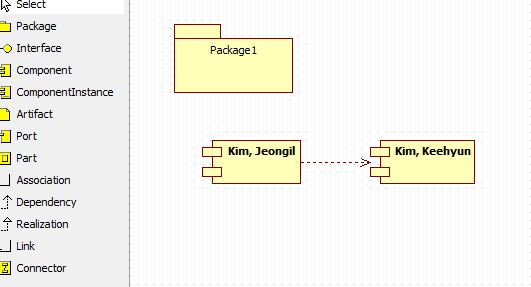 Select
Package
Interface
Component
ComponentInstance
Artifact
Port
Part
Association
Dependency
Realization
Link
Connector
Package1
Kim, Jeongil
Kim, Keehyun